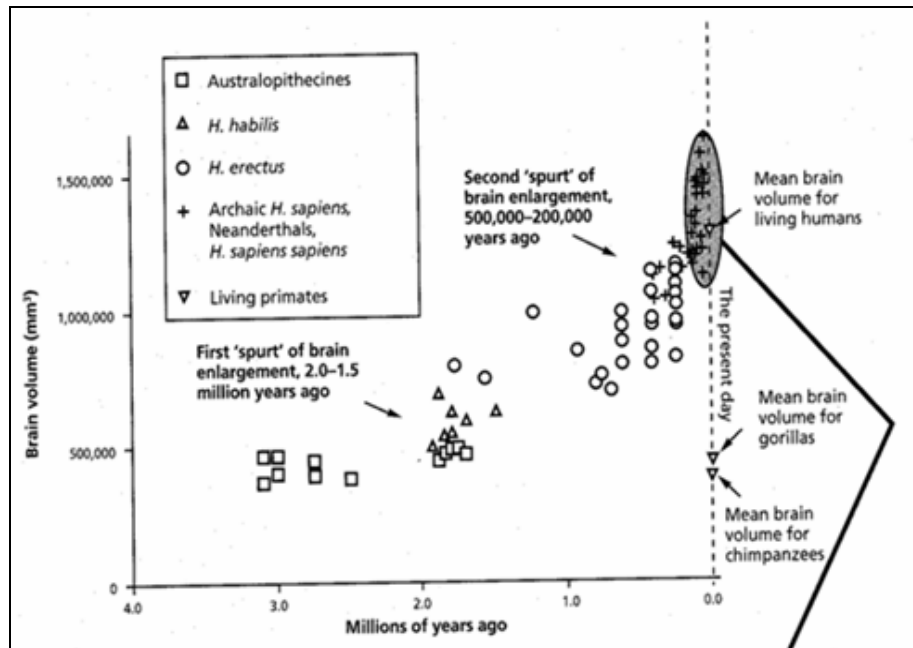 Australopithecines
H. habilis
H. erectus
Archaic H. sapiens,
Neanderthals,
H. sapiens sapiens
Living primates
Second 'spurt' of
brain enlargement,
500,000–200,000
years ago
Mean brain
volume for
living humans
First 'spurt' of brain
enlargement, 2.0–1.5
million years ago
The present day
Mean brain
volume for
gorillas
Mean brain
volume for
chimpanzees
Brain volume (mm³)
1,500,000
1,000,000
500,000
0
4.0 3.0 2.0 1.0 0.0
Millions of years ago